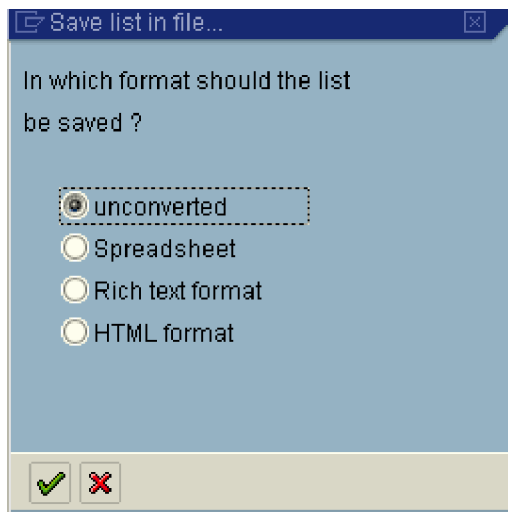 Save list in file...
In which format should the list
be saved ?
unconverted
Spreadsheet
Rich text format
HTML format